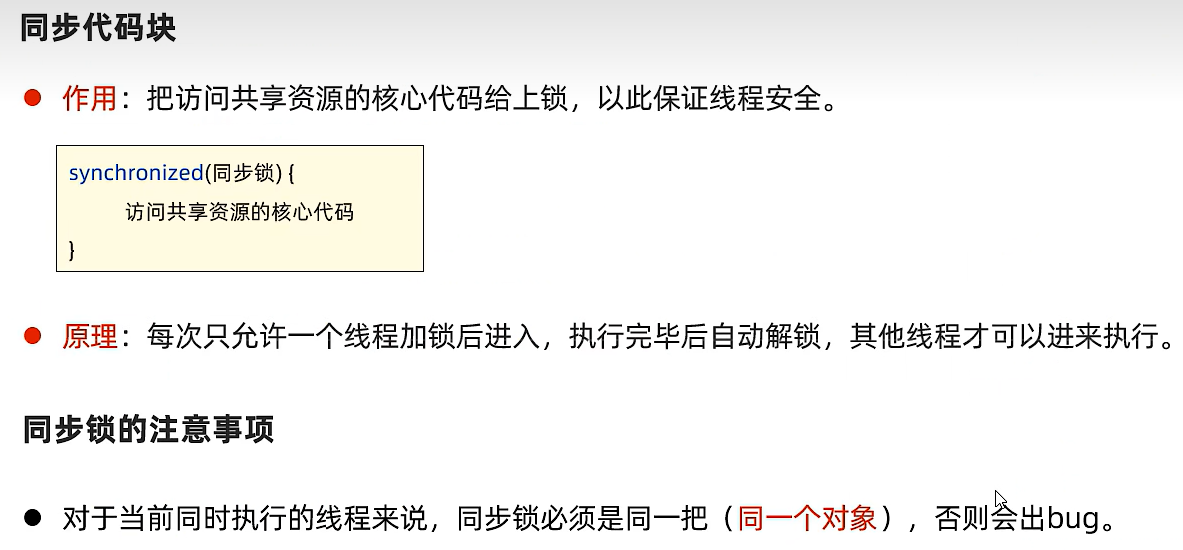 同步代码块
作用：把访问共享资源的核心代码给上锁，以此保证线程安全。
synchronized(同步锁) {
访问共享资源的核心代码
}
原理：每次只允许一个线程加锁后进入，执行完毕后自动解锁，其他线程才可以进来执行。
同步锁的注意事项
对于当前同时执行的线程来说，同步锁必须是同一把（同一个对象），否则会出bug。